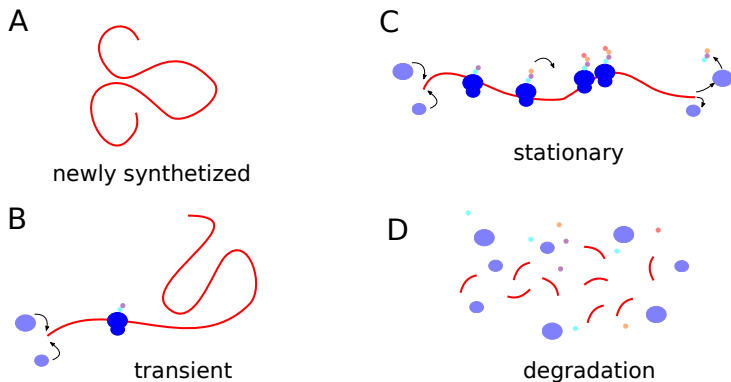 A
newly synthetized
B
transient
C
stationary
D
degradation